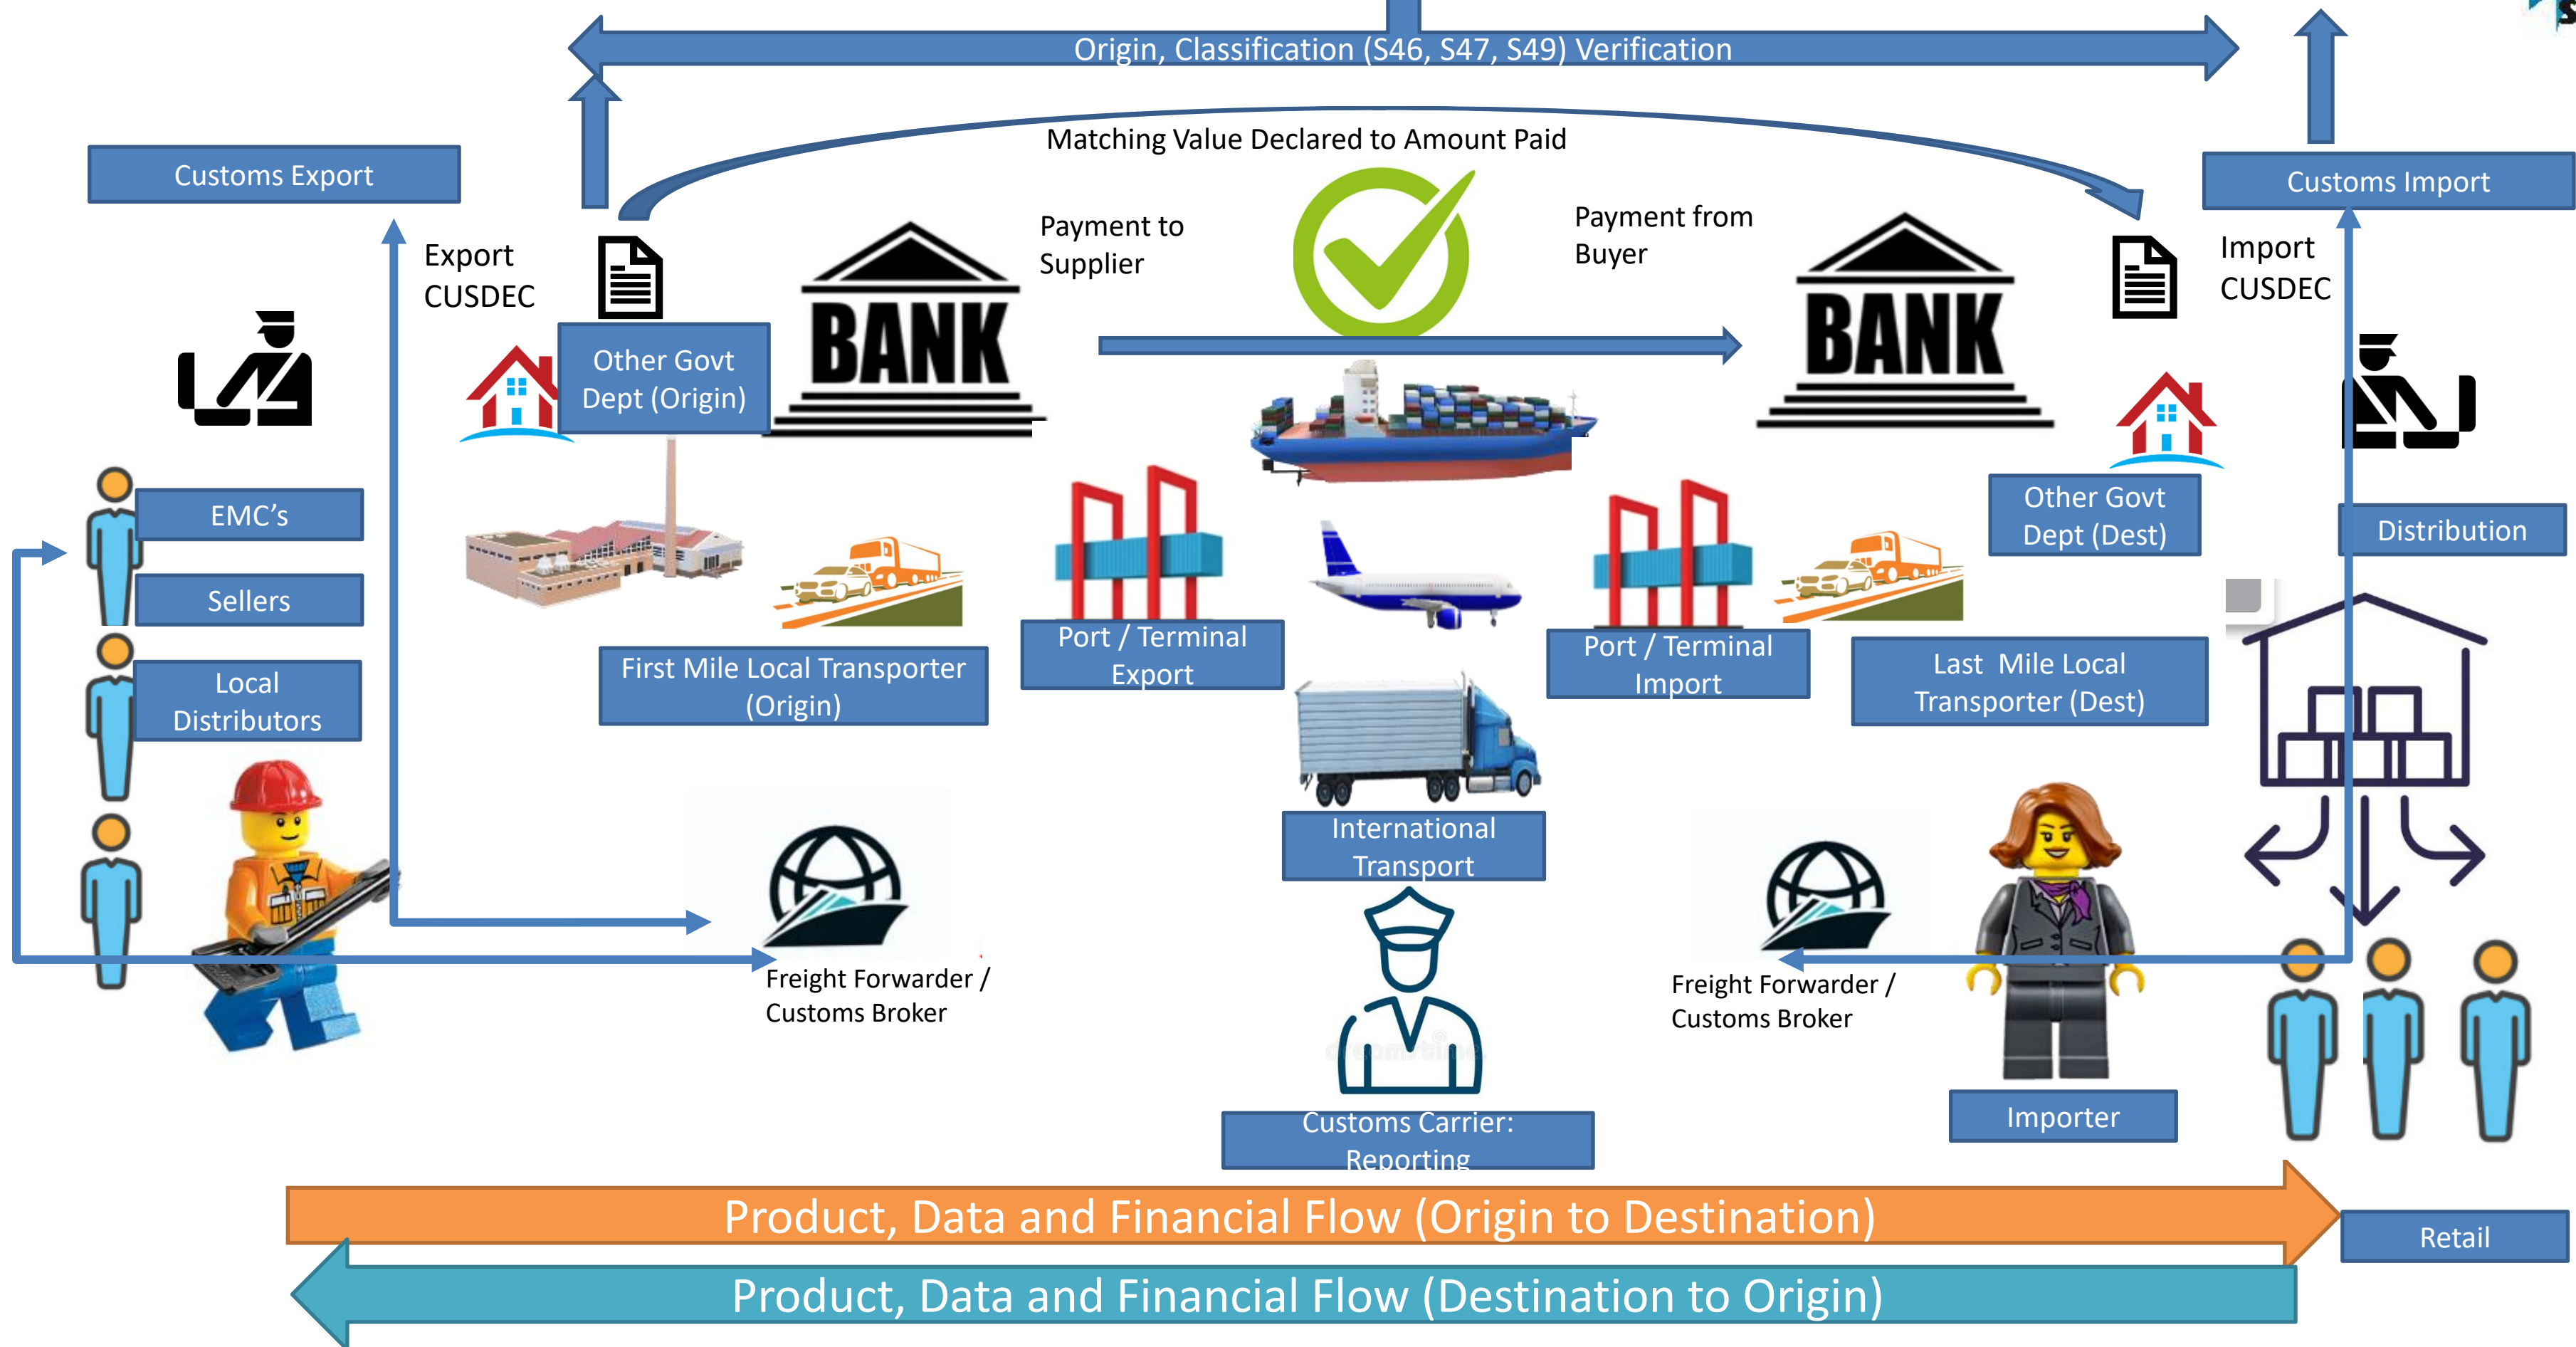 Origin, Classification (S46, S47, S49) Verification
Matching Value Declared to Amount Paid
Customs Export
Customs Import
Export
CUSDEC
Payment to
Supplier
Payment from
Buyer
Import
CUSDEC
BANK
BANK
Other Govt
Dept (Origin)
EMC's
Sellers
Local
Distributors
Other Govt
Dept (Dest)
Distribution
First Mile Local Transporter
(Origin)
Port / Terminal
Export
Port / Terminal
Import
Last Mile Local
Transporter (Dest)
International
Transport
Freight Forwarder /
Customs Broker
Freight Forwarder /
Customs Broker
dreamstime.
Customs Carrier:
Reporting
Importer
Product, Data and Financial Flow (Origin to Destination)
Retail
Product, Data and Financial Flow (Destination to Origin)